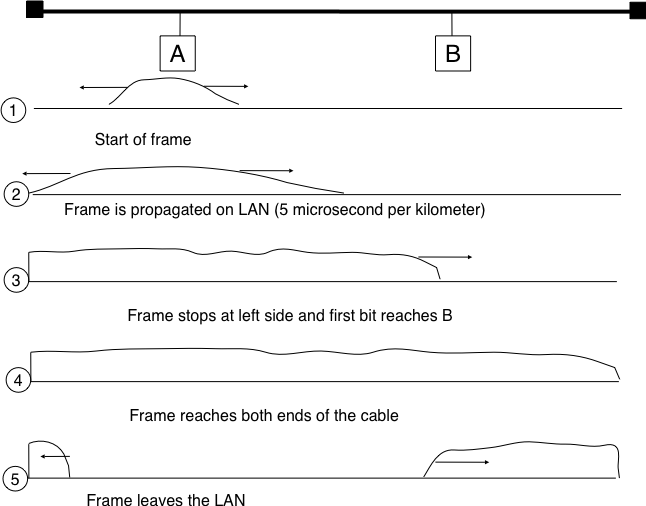 A
B
1
Start of frame
2
Frame is propagated on LAN (5 microsecond per kilometer)
3
Frame stops at left side and first bit reaches B
4
Frame reaches both ends of the cable
5
Frame leaves the LAN